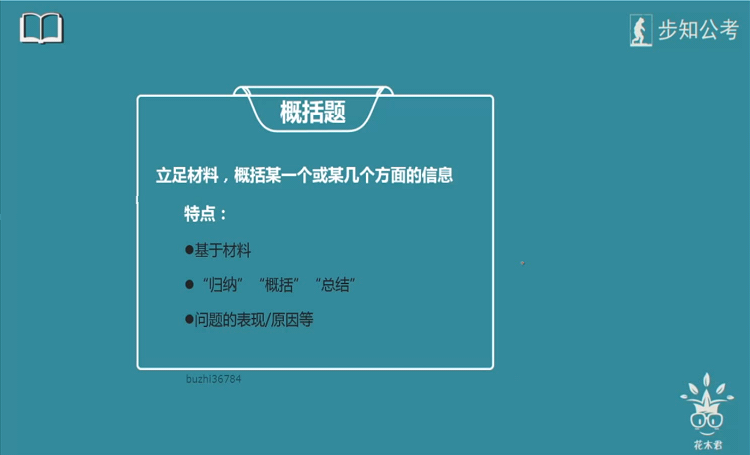 步知公考
概括题
立足材料，概括某一个或某几个方面的信息
特点：
●基于材料
●“归纳”“概括”“总结”
●问题的表现/原因等
buzhi36784
花木君